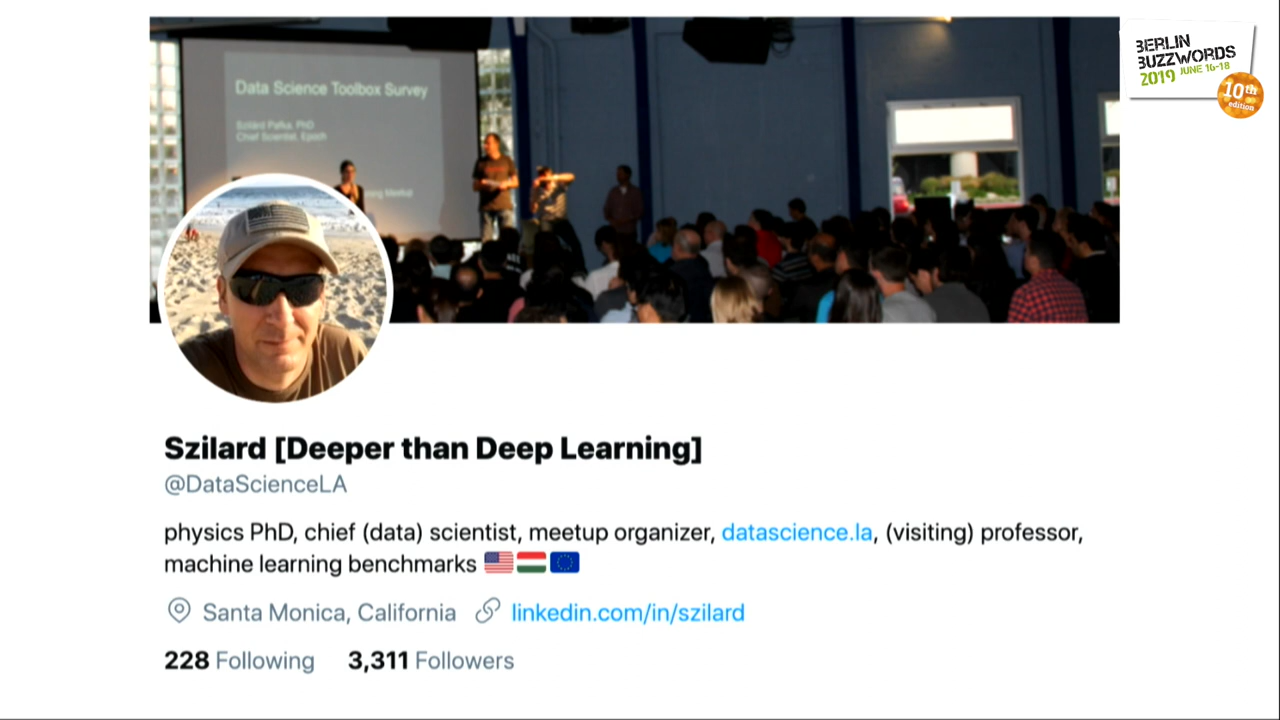 Data Science Toolbox Survey
Szilárd Pafka, PhD
Chief Scientist, Epoch
Meetup
BERLIN
BUZZWORDS
2019 JUNE 16-18
10th
edition
Szilard [Deeper than Deep Learning]
@DataScienceLA
physics PhD, chief (data) scientist, meetup organizer, datascience.la, (visiting) professor,
machine learning benchmarks
Santa Monica, California linkedin.com/in/szilard
228 Following 3,311 Followers